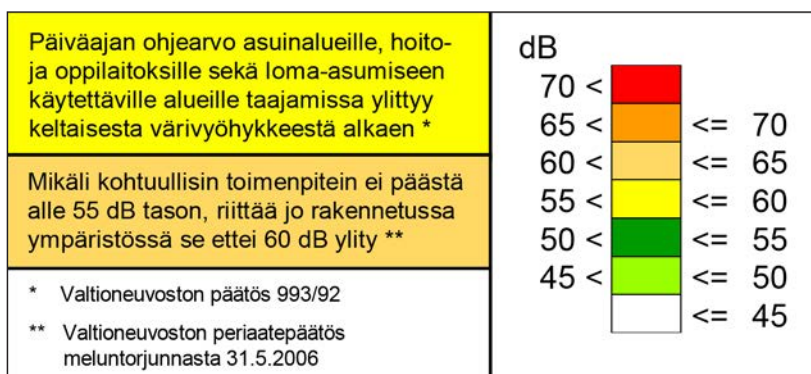 Päiväajan ohjearvo asuinalueille, hoito-
ja oppilaitoksille sekä loma-asumiseen
käytettäville alueille taajamissa ylittyy
keltaisesta värivyöhykkeestä alkaen *
Mikäli kohtuullisin toimenpitein ei päästä
alle 55 dB tason, riittää jo rakennetussa
ympäristössä se ettei 60 dB ylity **
* Valtioneuvoston päätös 993/92
** Valtioneuvoston periaatepäätös
meluntorjunnasta 31.5.2006
dB
70 <
65 < <= 70
60 < <= 65
55 < <= 60
50 < <= 55
45 < <= 50
<= 45